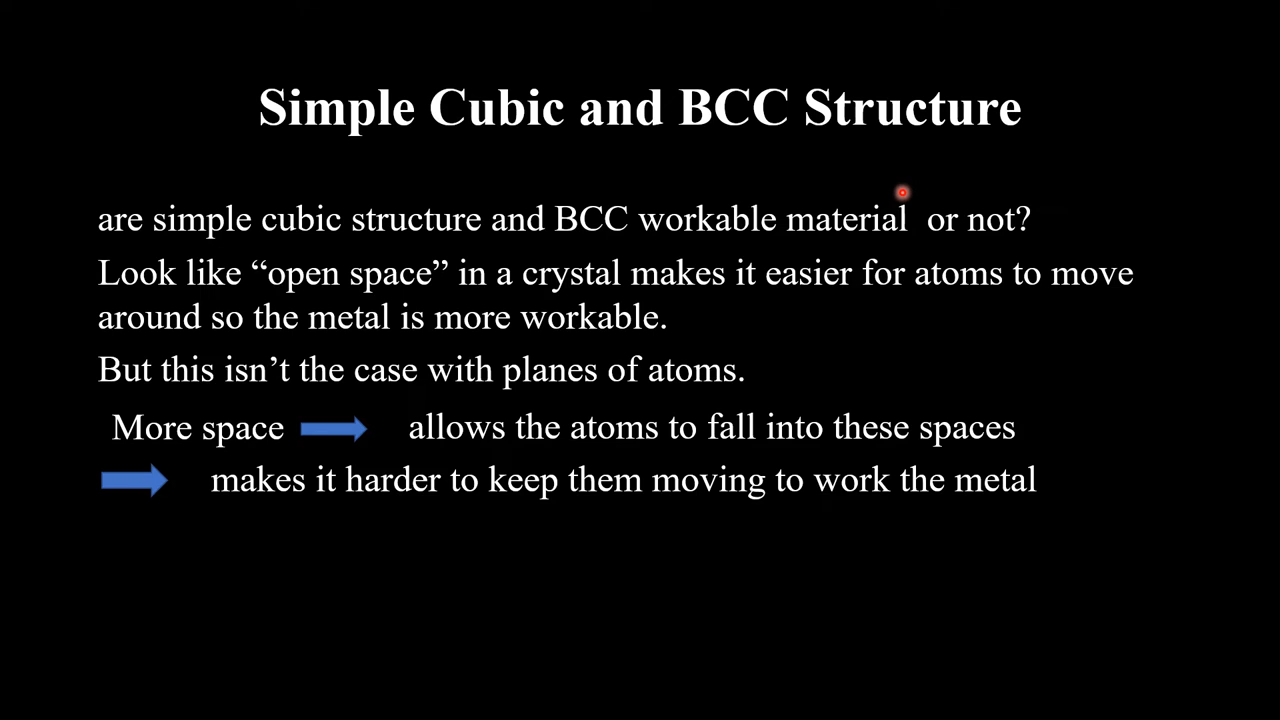 Simple Cubic and BCC Structure
are simple cubic structure and BCC workable material  or not?
Look like “open space” in a crystal makes it easier for atoms to move
around so the metal is more workable.
But this isn’t the case with planes of atoms.
More space allows the atoms to fall into these spaces
makes it harder to keep them moving to work the metal